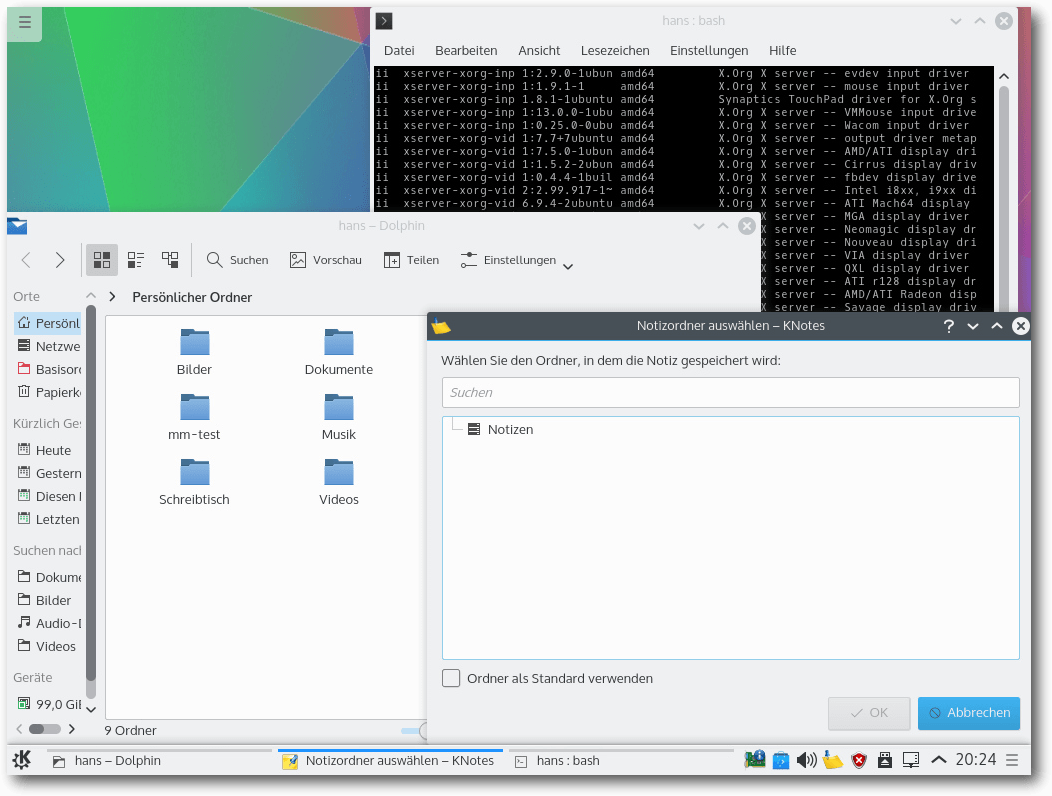 hans : bash
Datei Bearbeiten Ansicht Lesezeichen Einstellungen Hilfe
ii xserver-xorg-inp 1:2.9.0-1ubun amd64 X.Org X server -- evdev input driver
ii xserver-xorg-inp 1:1.9.1-1 amd64 X.Org X server -- mouse input driver
ii xserver-xorg-inp 1.8.1-1ubuntu amd64 Synaptics TouchPad driver for X.Org s
ii xserver-xorg-inp 1:13.0.0-1ubu amd64 X.Org X server -- VMMouse input drive
ii xserver-xorg-inp 1:0.25.0-0ubu amd64 X.Org X server -- Wacom input driver
ii xserver-xorg-vid 1:7.7+7ubuntu amd64 X.Org X server -- output driver metap
ii xserver-xorg-vid 1:7.5.0-1ubun amd64 X.Org X server -- AMD/ATI display dri
ii xserver-xorg-vid 1:1.5.2-2ubun amd64 X.Org X server -- Cirrus display driv
ii xserver-xorg-vid 1:0.4.4-1buil amd64 X.Org X server -- fbdev display drive
ii xserver-xorg-vid 2:2.99.917-1~ amd64 X.Org X server -- Intel i8xx, i9xx di
ii xserver-xorg-vid 6.9.4-2ubuntu amd64 X.Org X server -- ATI Mach64 display
X server -- MGA display driver
X server -- Neomagic display dr
X server -- Nouveau display dri
X server -- VIA display driver
X server -- QXL display driver
X server -- ATI r128 display dr
X server -- AMD/ATI Radeon disp
X server -- Savage display driv
hans – Dolphin
Suchen Vorschau Teilen Einstellungen
Orte
Persönlicher Ordner
Persönl
Netzwe
Basisor
Papierk
Kürzlich Ges
Heute
Gestern
Diesen
Letzten
Suchen nach
Dokume
Bilder
Audio-
Videos
Geräte
99,0 GiE
Bilder Dokumente
mm-test Musik
Schreibtisch Videos
9 Ordner
Notizordner auswählen – KNotes
Wählen Sie den Ordner, in dem die Notiz gespeichert wird:
Suchen
Notizen
Ordner als Standard verwenden
OK Abbrechen
hans – Dolphin Notizordner auswählen – KNotes hans : bash 20:24